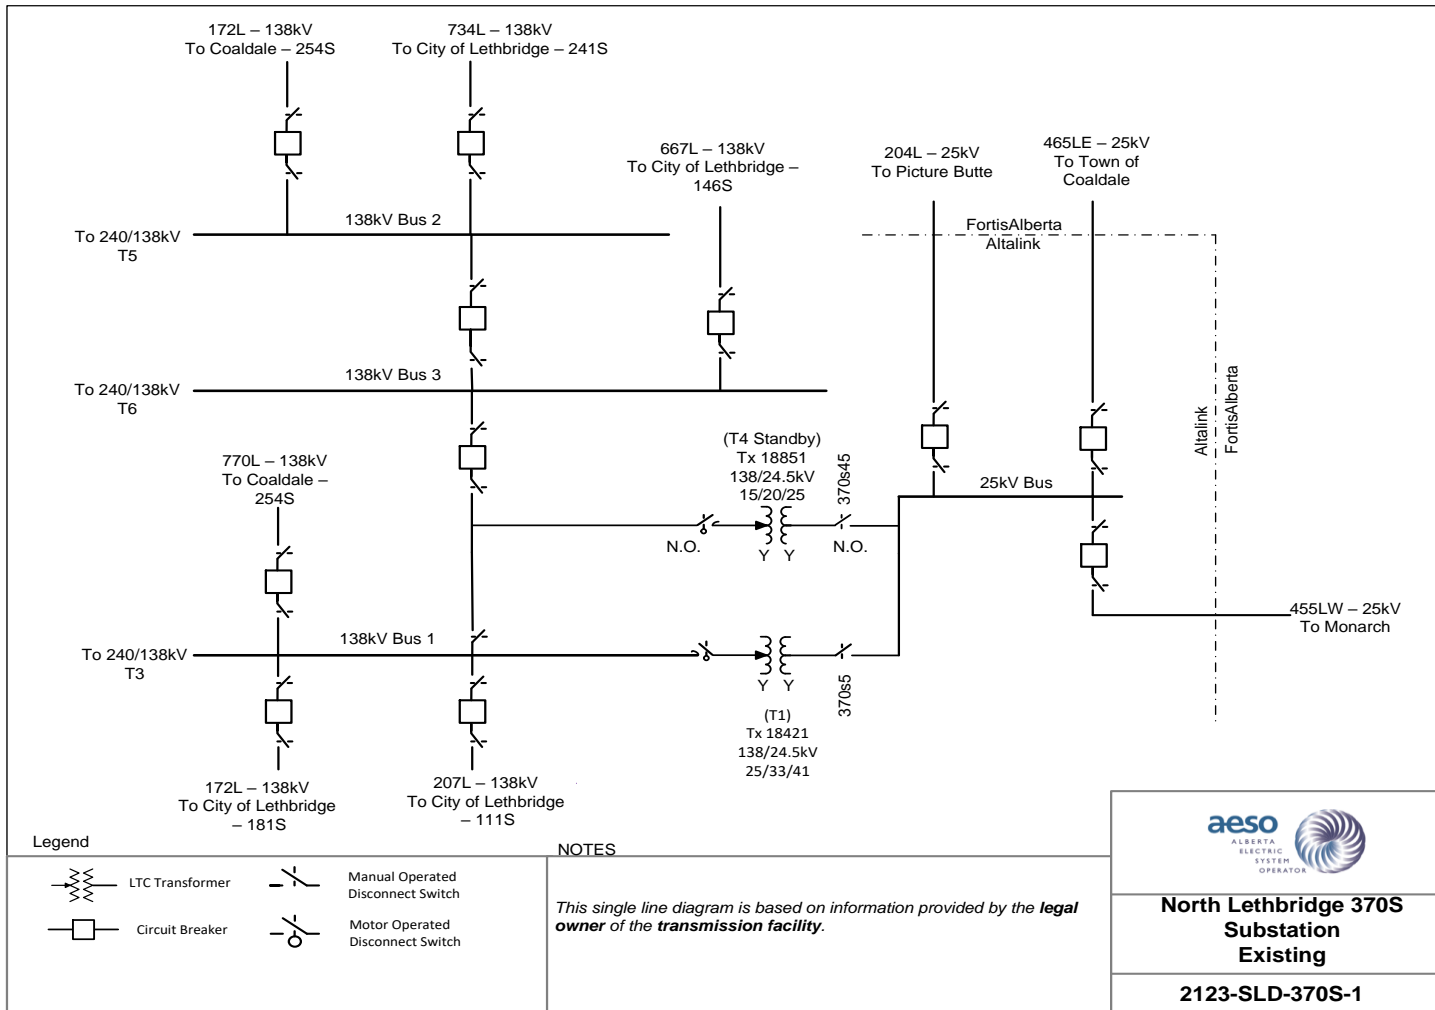 172L – 138kV
To Coaldale – 254S
734L – 138kV
To City of Lethbridge – 241S
667L – 138kV
To City of Lethbridge –
146S
204L – 25kV
To Picture Butte
465LE – 25kV
To Town of
Coaldale
138kV Bus 2
To 240/138kV
T5
FortisAlberta
Altalink
138kV Bus 3
To 240/138kV
T6
Altalink
FortisAlberta
(T4 Standby)
Tx 18851
138/24.5kV
15/20/25
370s45
770L – 138kV
To Coaldale –
254S
25kV Bus
N.O.
Y Y
N.O.
455LW – 25kV
To Monarch
138kV Bus 1
To 240/138kV
T3
Y Y
370s5
(T1)
Tx 18421
138/24.5kV
25/33/41
172L – 138kV
To City of Lethbridge
– 181S
207L – 138kV
To City of Lethbridge
– 111S
Legend
LTC Transformer
Manual Operated
Disconnect Switch
Circuit Breaker
Motor Operated
Disconnect Switch
NOTES
This single line diagram is based on information provided by the legal
owner of the transmission facility.
aeso
ALBERTA
ELECTRIC
SYSTEM
OPERATOR
North Lethbridge 370S
Substation
Existing
2123-SLD-370S-1